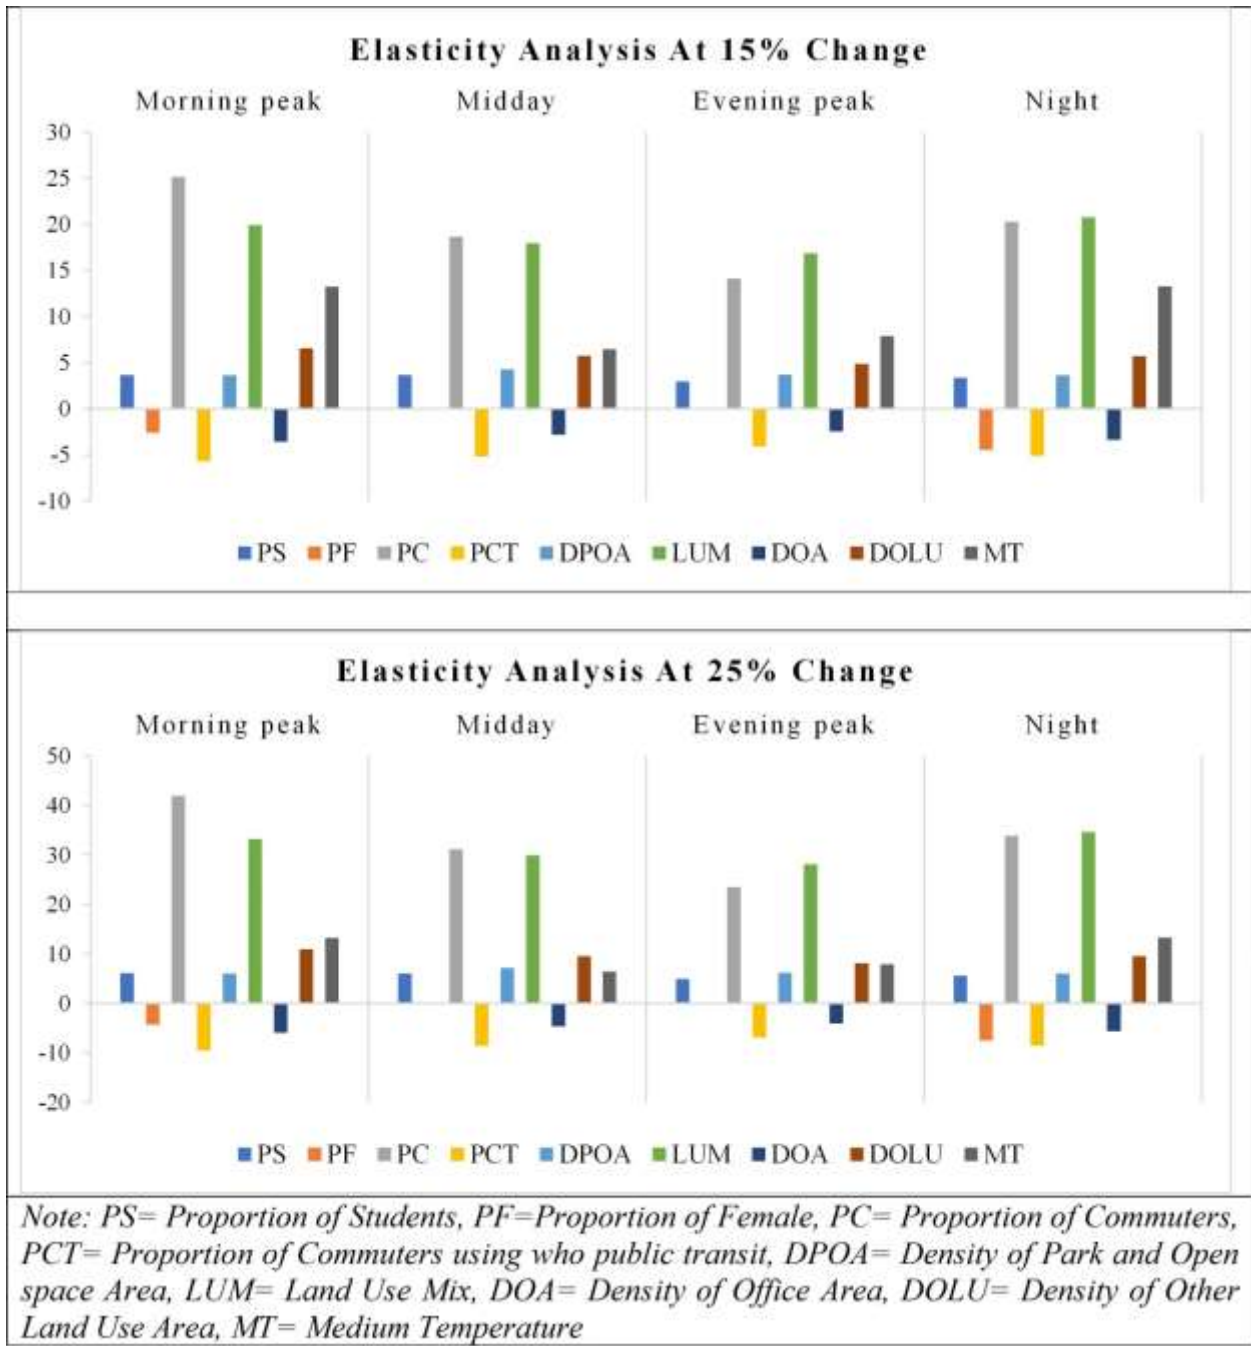 Elasticity Analysis At 15% Change
Morning peak Midday Evening peak Night
30
25
20
15
10
5
0
-5
-10
PS PF PC PCT DPOA LUM DOA DOLU MT
Elasticity Analysis At 25% Change
Morning peak Midday Evening peak Night
50
40
30
20
10
0
-10
-20
PS PF PC PCT DPOA LUM DOA DOLU MT
Note: PS= Proportion of Students, PF=Proportion of Female, PC= Proportion of Commuters,
PCT= Proportion of Commuters using who public transit, DPOA= Density of Park and Open
space Area, LUM= Land Use Mix, DOA= Density of Office Area, DOLU= Density of Other
Land Use Area, MT= Medium Temperature